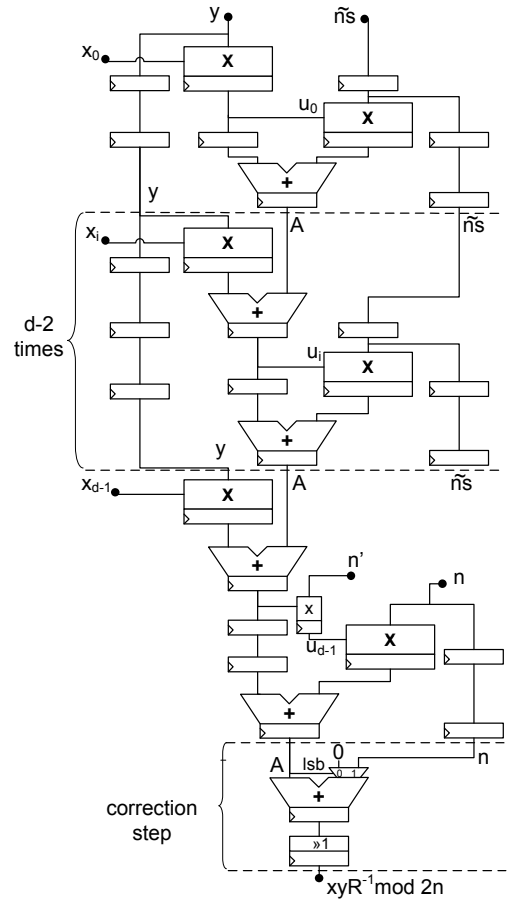 y
ñs
x0
X
u0
X
+
y
A
ñs
xi
X
+
d-2
times
ui
X
+
y
A
ñs
xd-1
X
+
n'
n
x
ud-1
X
+
A
lsb
0
n
0 1
+
correction
step
»1
xyR-1mod 2n